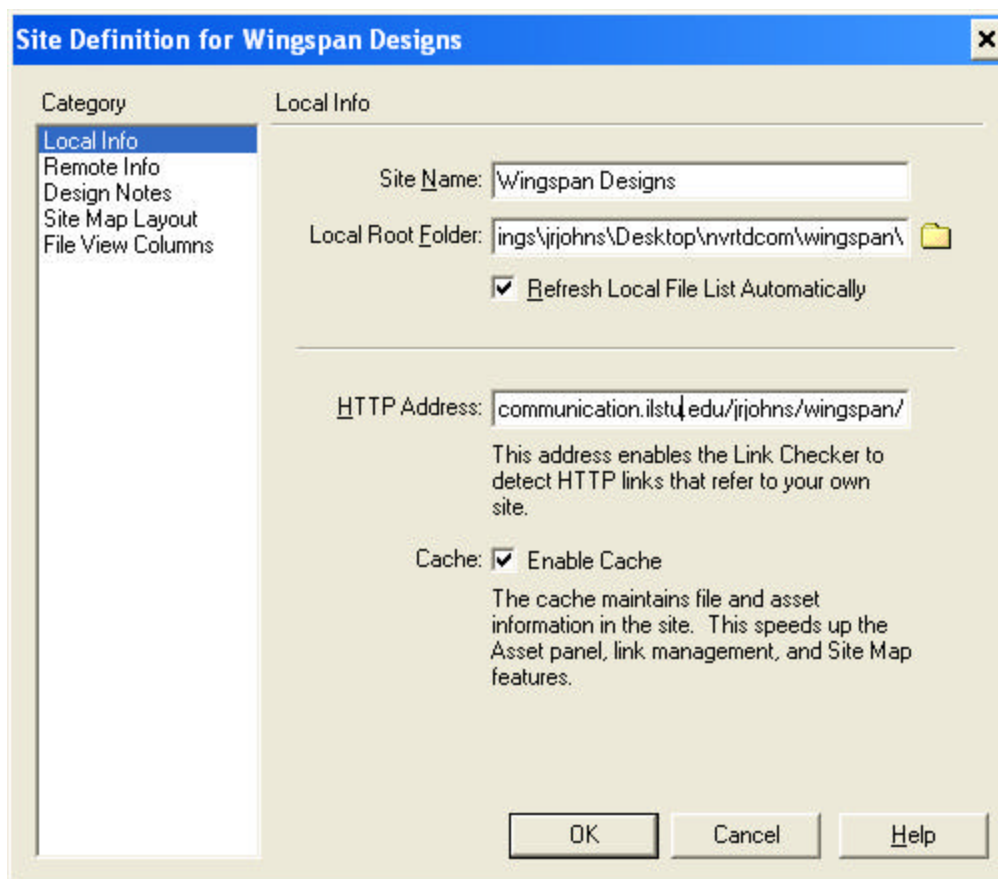 Site Definition for Wingspan Designs
Category
Local Info
Remote Info
Design Notes
Site Map Layout
File View Columns
Local Info
Site Name: Wingspan Designs
Local Root Folder: ings\jrjohns\Desktop\nvrtdcom\wingspan\
Refresh Local File List Automatically
HTTP Address: communication.ilstu.edu/jrjohns/wingspan/
This address enables the Link Checker to
detect HTTP links that refer to your own
site.
Cache: Enable Cache
The cache maintains file and asset
information in the site. This speeds up the
Asset panel, link management, and Site Map
features.
OK Cancel Help